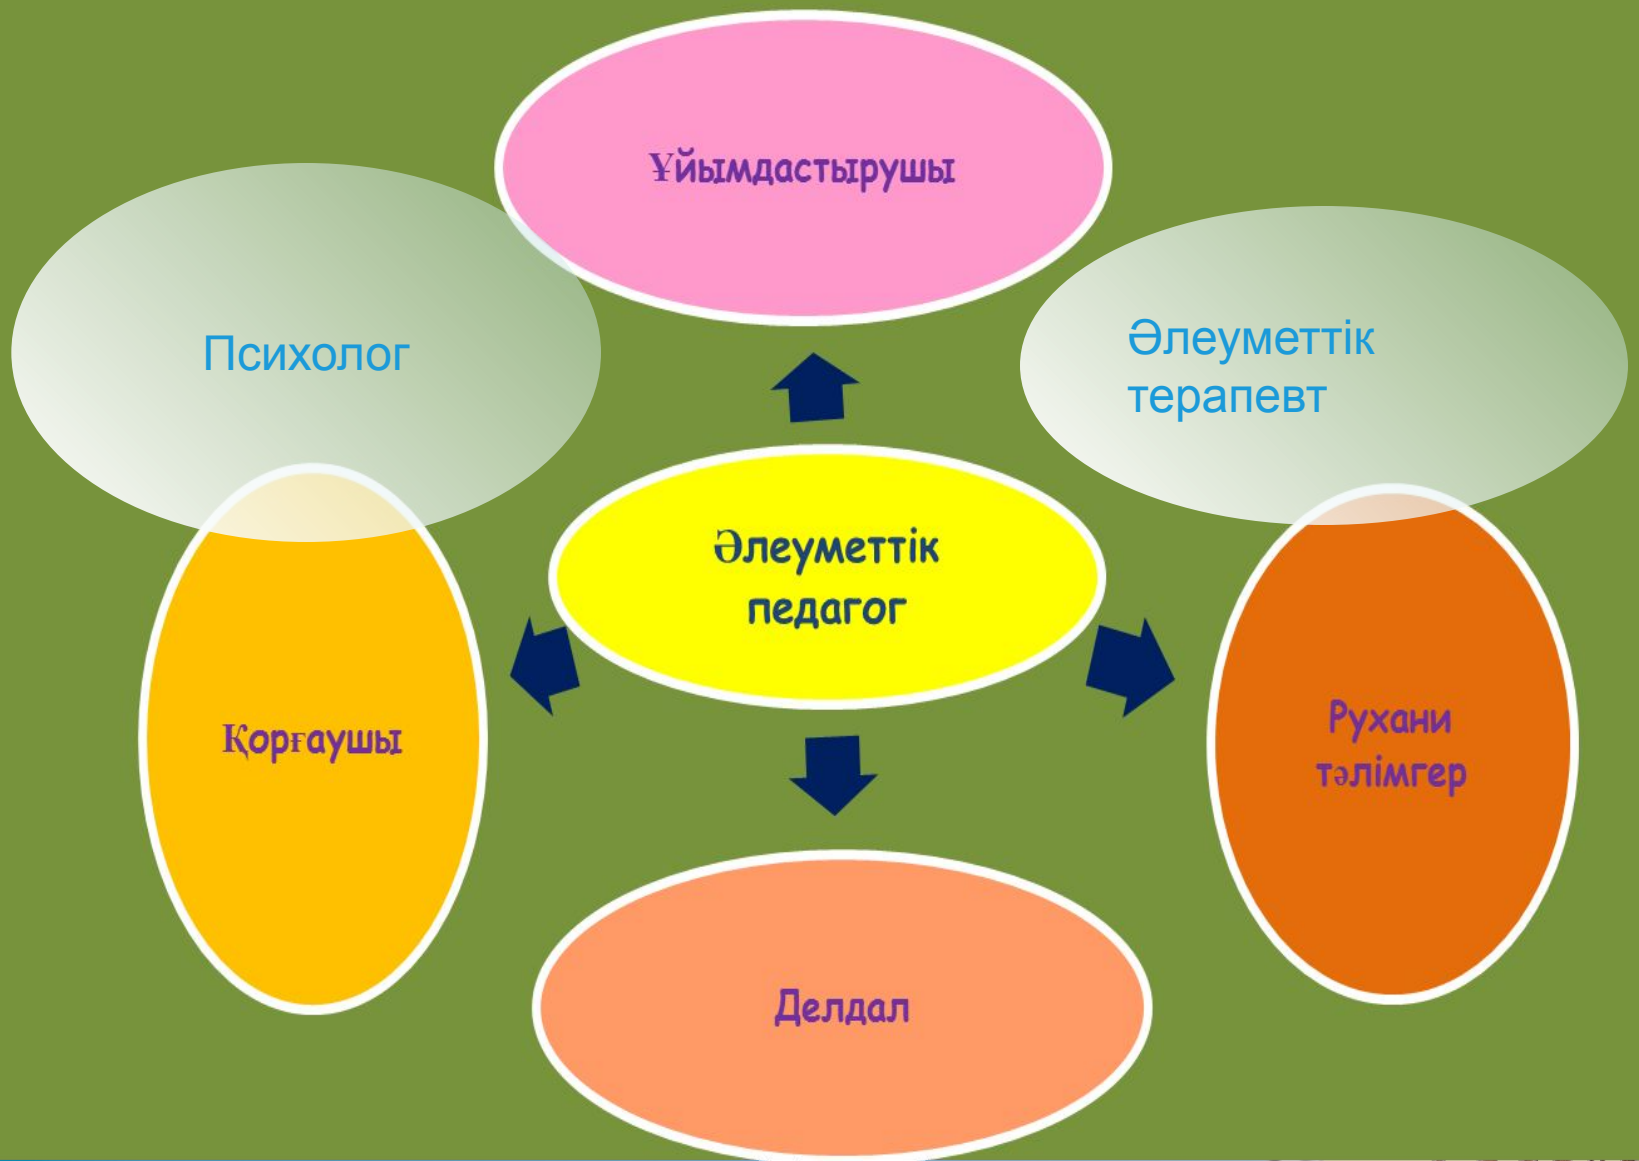 Ұйымдастырушы
Психолог
Әлеуметтік
терапевт
Әлеуметтік
педагог
Қорғаушы
Рухани
тәлімгер
Делдал